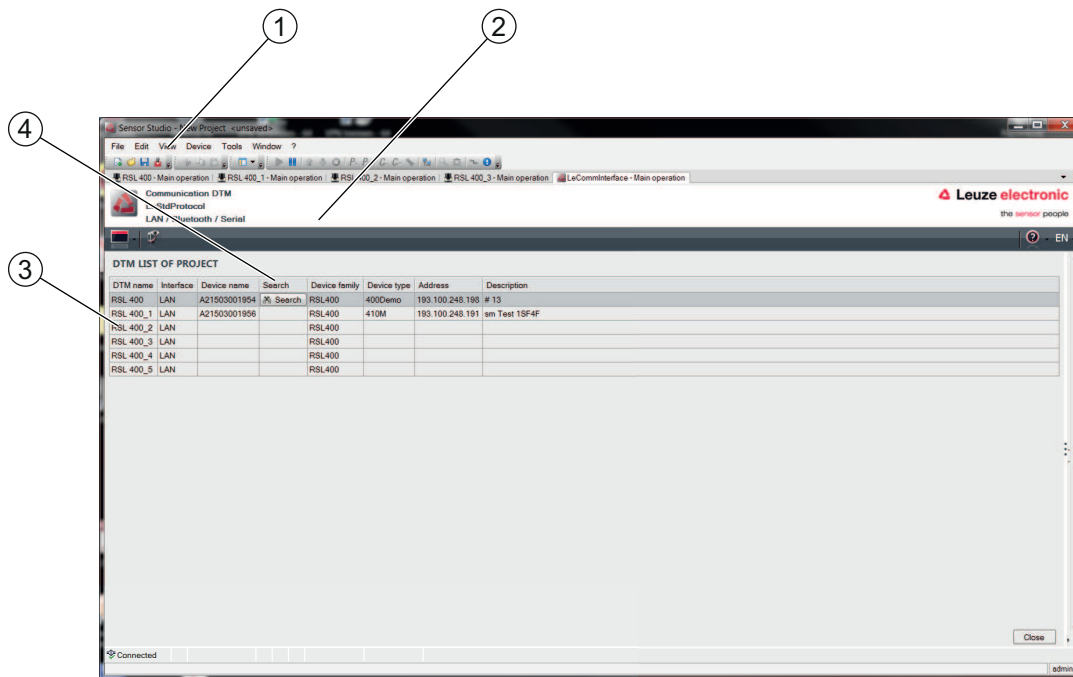 1
2
4
3
Sensor Studio - New Project <unsaved>
File Edit View Device Tools Window ?
RSL 400 - Main operation RSL 400_1 - Main operation RSL 400_2 - Main operation RSL 400_3 - Main operation LeCommInterface - Main operation
Communication DTM
LeStdProtocol
LAN / Bluetooth / Serial
Leuze electronic
the sensor people
EN
DTM LIST OF PROJECT
DTM name Interface Device name Search Device family Device type Address Description
RSL 400 LAN A21503001954 Search RSL400 400Demo 193.100.248.198 # 13
RSL 400_1 LAN A21503001956 RSL400 410M 193.100.248.191 sm Test 1SF4F
RSL 400_2 LAN RSL400
RSL 400_3 LAN RSL400
RSL 400_4 LAN RSL400
RSL 400_5 LAN RSL400
Close
Connected
admin